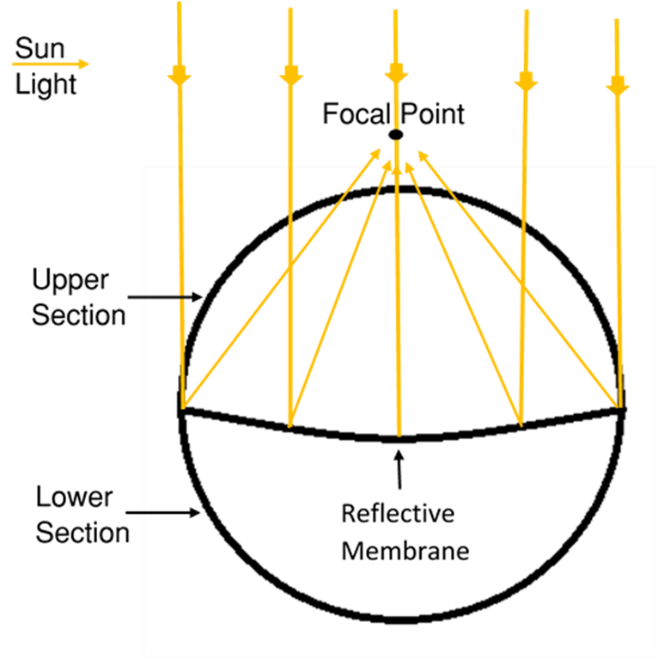 Sun
Light
Focal Point
Upper
Section
Lower
Section
Reflective
Membrane